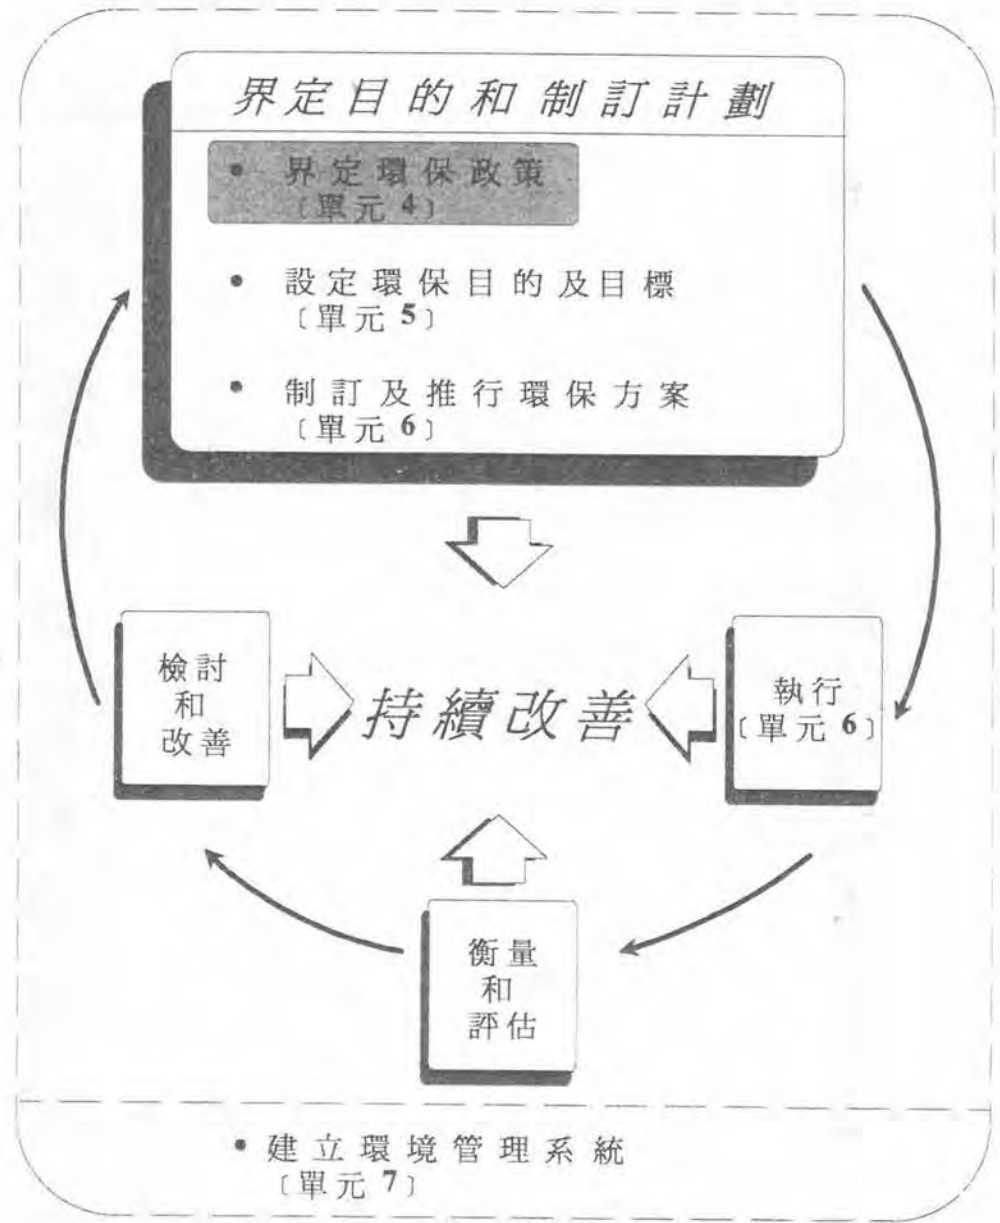 界定目的和制訂計劃
• 界定環保政策
〔單元 4〕
• 設定環保目的及目標
〔單元 5〕
• 制訂及推行環保方案
〔單元 6〕
檢討
和
改善
持續改善
執行
〔單元 6〕
衡量
和
評估
• 建立環境管理系統
〔單元 7〕